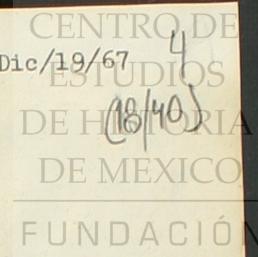 CENTRO DE
4
Dic/19/67
ESTUDIOS
(18/40)
DE HISTORIA
DE MEXICO
FUNDACIÓN